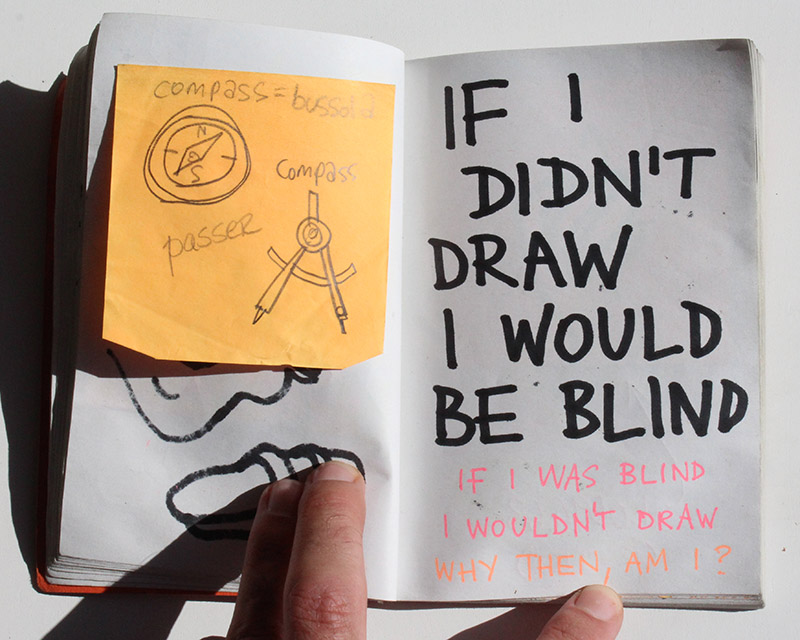 compass = bussola
N
S
compass
passer
IF I
DIDN'T
DRAW
I WOULD
BE BLIND
IF I WAS BLIND
I WOULDN'T DRAW
WHY THEN, AM I?